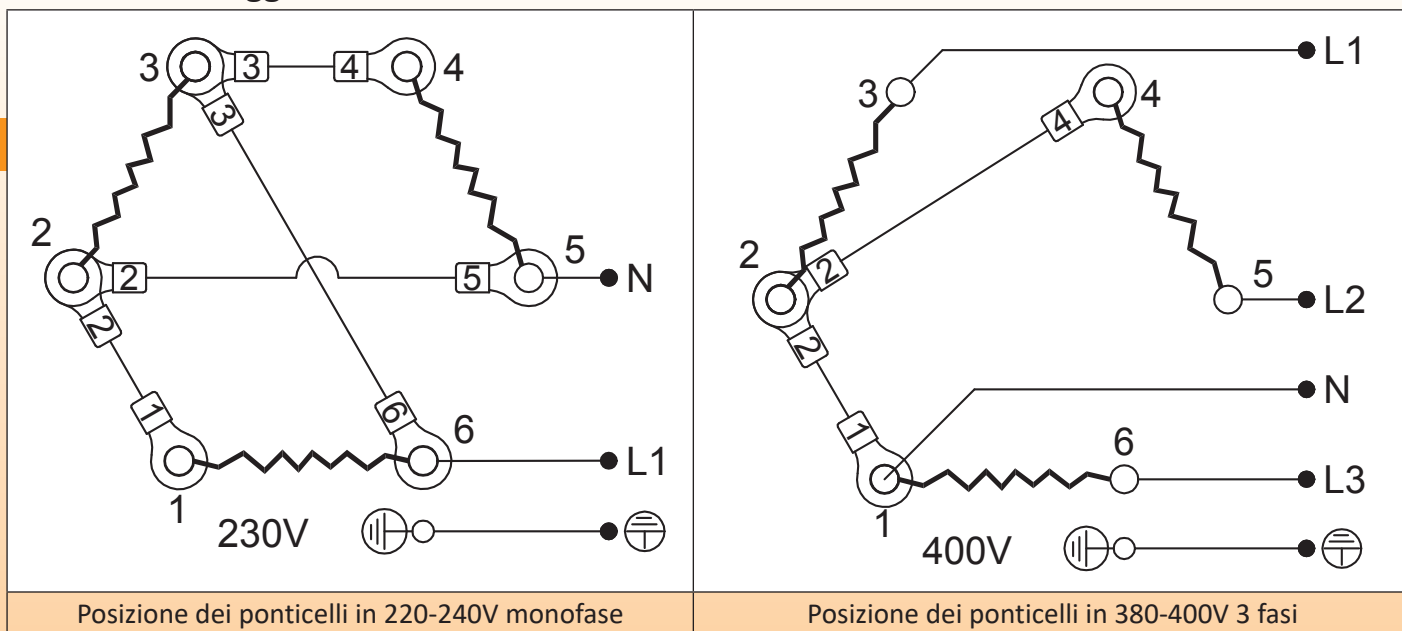 3 3 4 4
3
2
2 5 5 N
2
1 6 6
L1
1
230V
L1
3 4 4
2 2
5 L2
2
N
1 6
L3
1
400V
Posizione dei ponticelli in 220-240V monofase
Posizione dei ponticelli in 380-400V 3 fasi